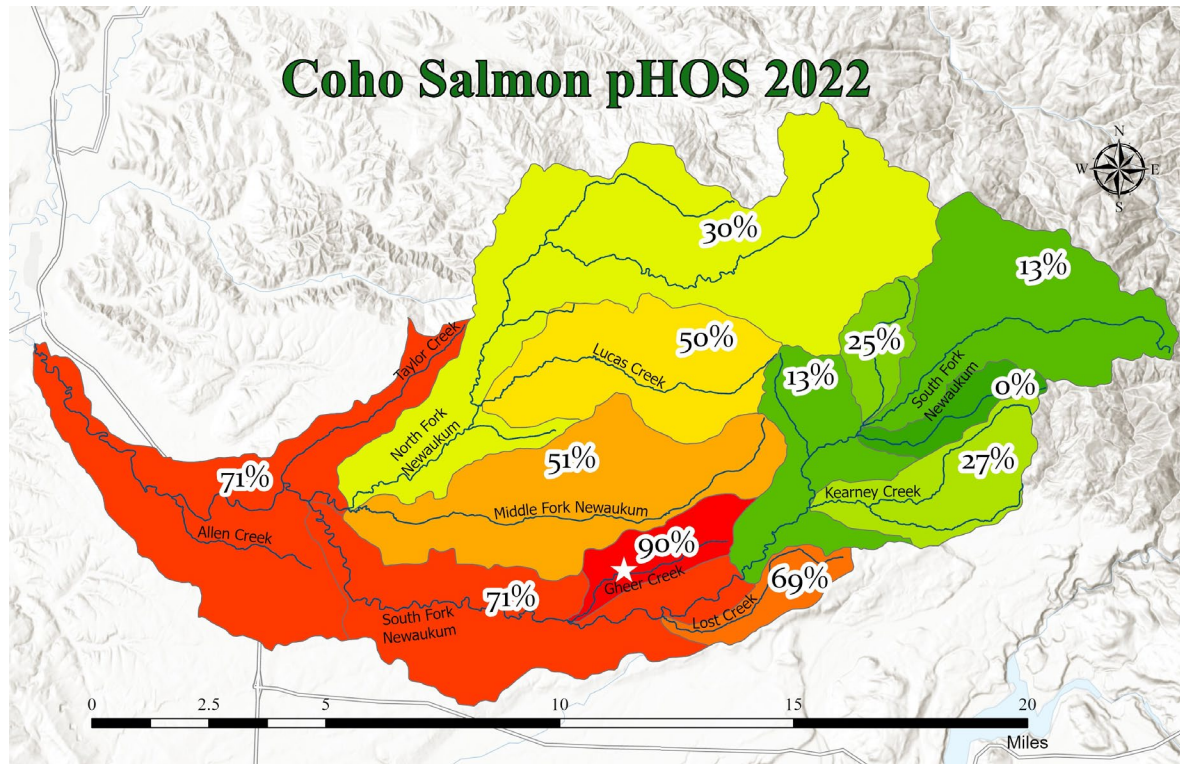 Coho Salmon pHOS 2022
N
W
E
S
30%
13%
Taylor Creek
50%
25%
Lucas Creek
13%
South Fork
Newaukum
0%
North Fork
Newaukum
71%
51%
27%
Kearney Creek
Middle Fork Newaukum
Allen Creek
90%
Gheer Creek
69%
71%
South Fork
Newaukum
Lost Creek
0
2.5
5
10
15
20
Miles